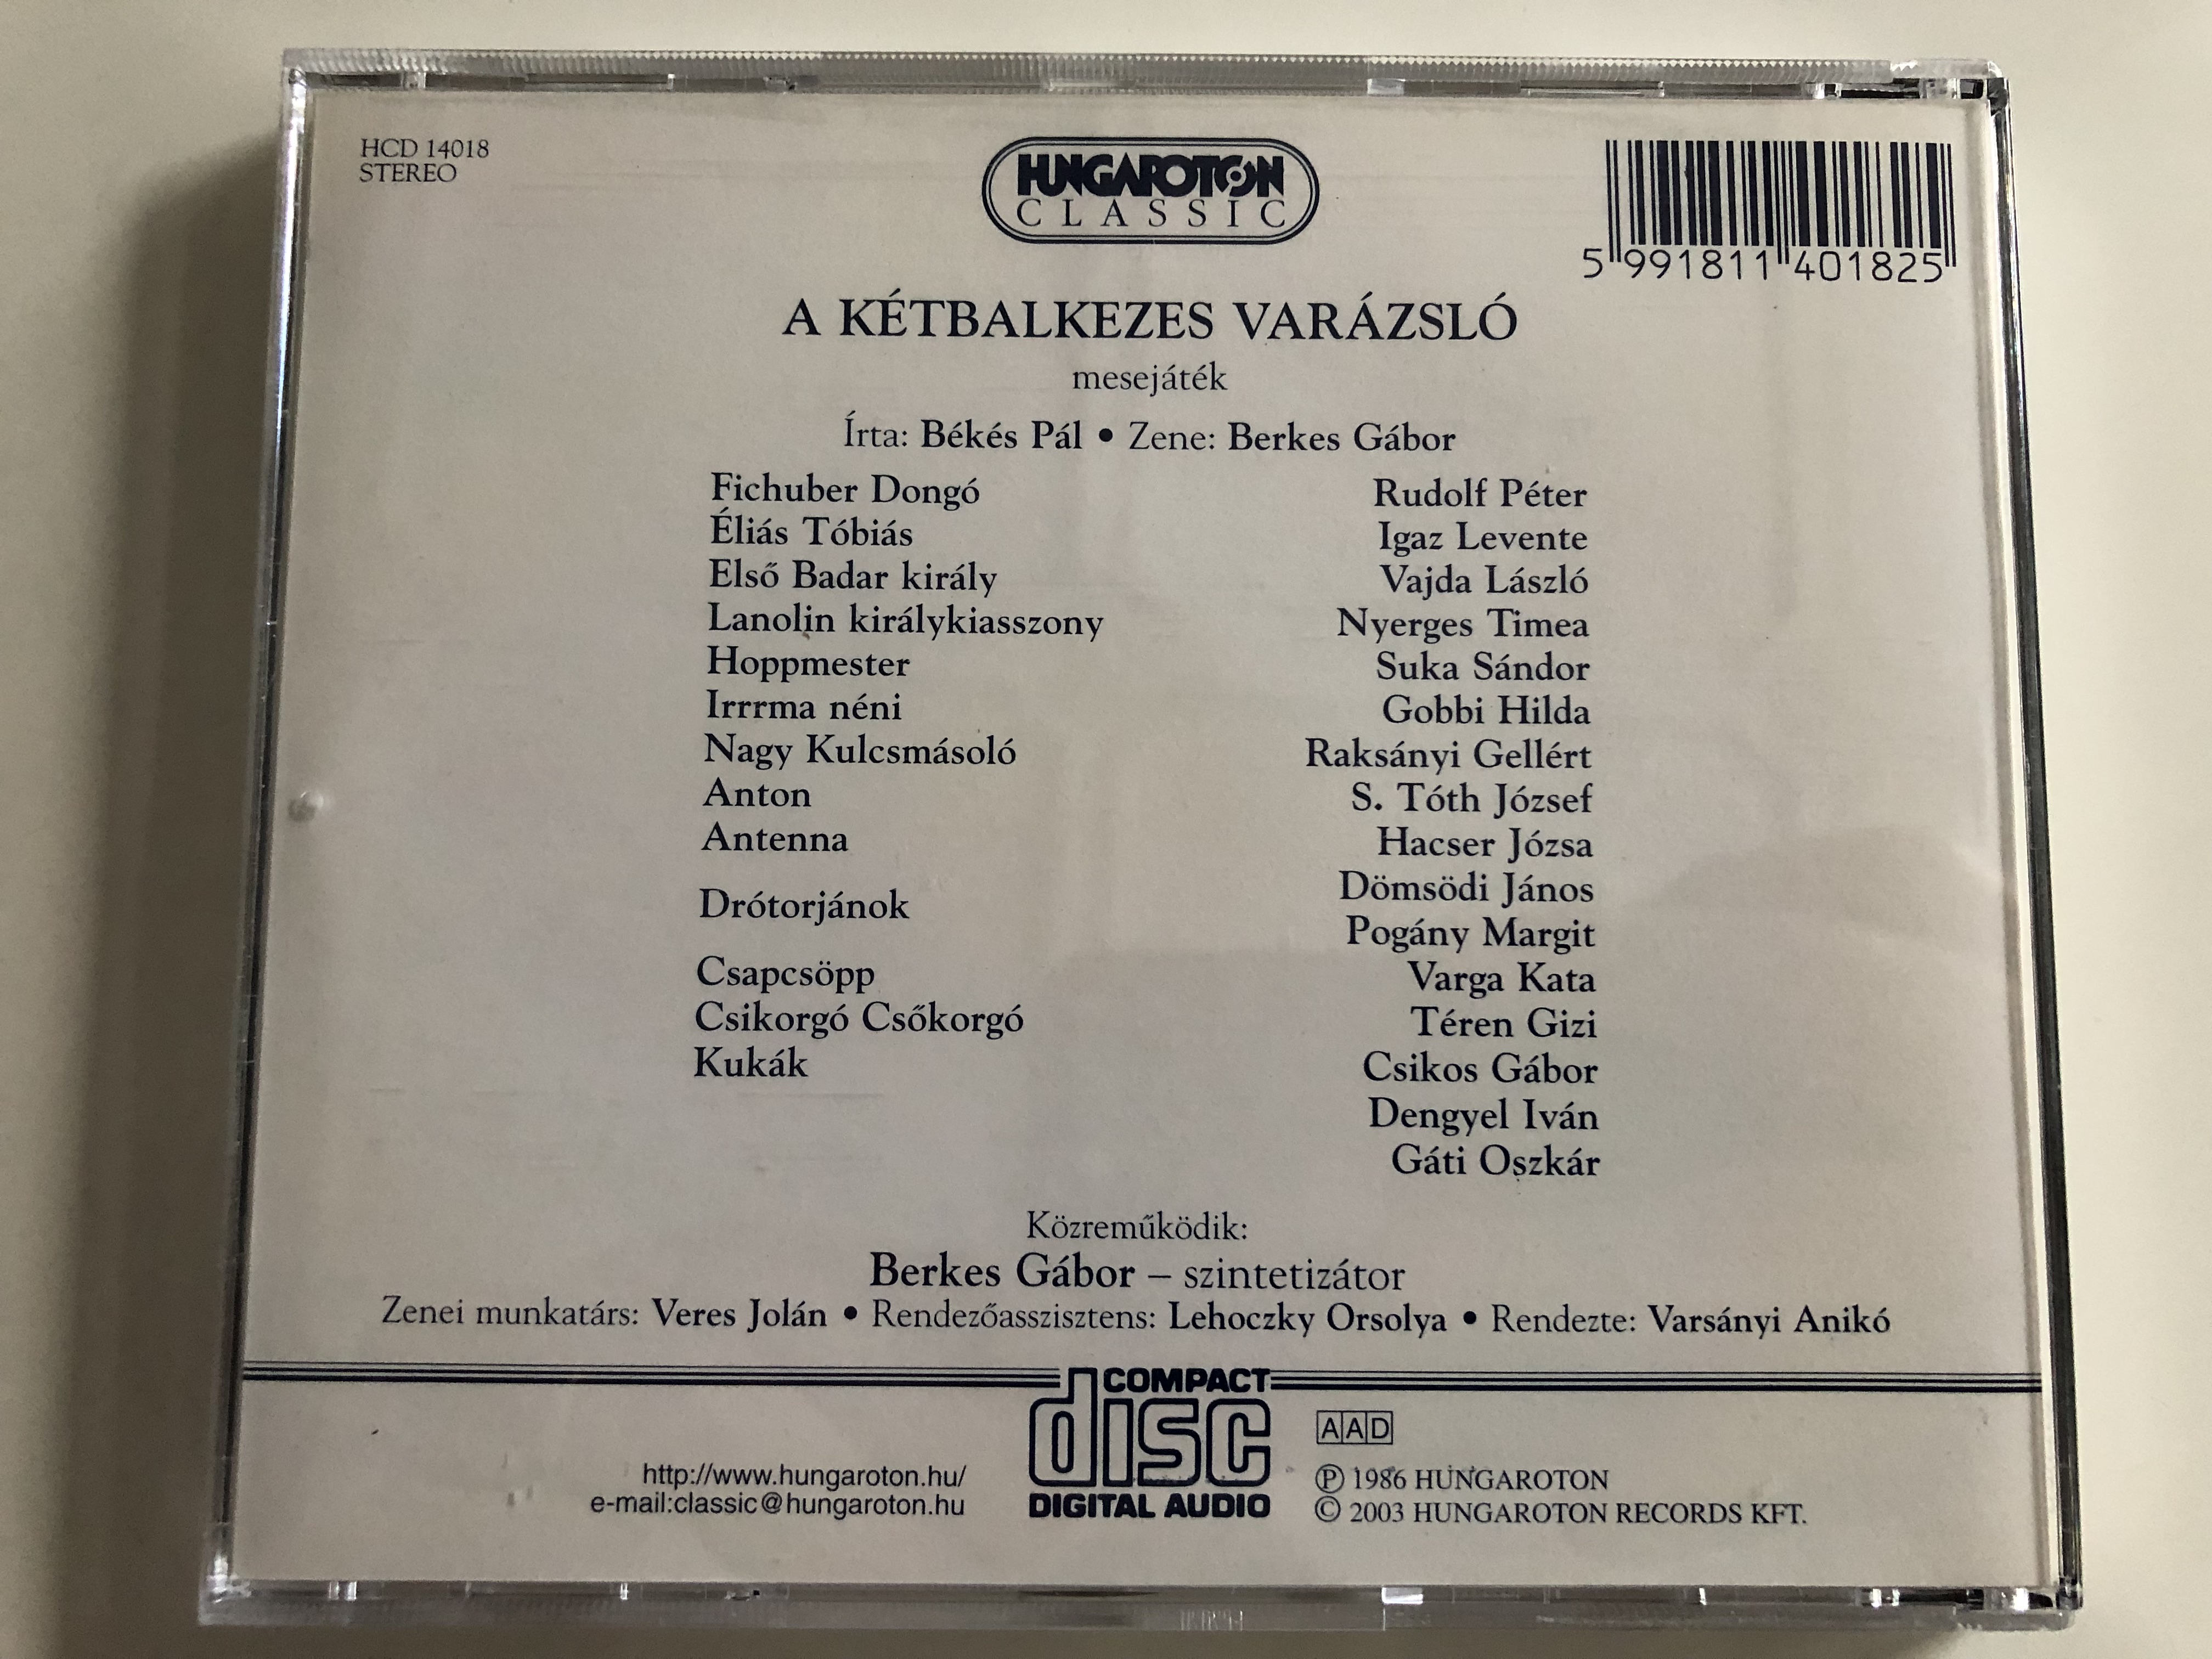 HCD 14018
STEREO
HUNGAROTON
CLASSIC
5 991811 401825
A KÉTBALKEZES VARÁZSLÓ
mesejáték
Írta: Békés Pál • Zene: Berkes Gábor
Fichuber Dongó Rudolf Péter
Éliás Tóbiás Igaz Levente
Első Badar király Vajda László
Lanolin királykiasszony Nyerges Timea
Hoppmester Suka Sándor
Irrrma néni Gobbi Hilda
Nagy Kulcsmásoló Raksányi Gellért
Anton S. Tóth József
Antenna Hacser Józsa
Drótorjánok Dömsödi János
Pogány Margit
Csapcsöpp Varga Kata
Csikorgó Csőkorgó Téren Gizi
Kukák Csikos Gábor
Dengyel Iván
Gáti Oszkár
Közreműködik:
Berkes Gábor – szintetizátor
Zenei munkatárs: Veres Jolán • Rendezőasszisztens: Lehoczky Orsolya • Rendezte: Varsányi Anikó
COMPACT
disc
DIGITAL AUDIO
http://www.hungaroton.hu/
e-mail:classic@hungaroton.hu
AAD
℗ 1986 HUNGAROTON
© 2003 HUNGAROTON RECORDS KFT.